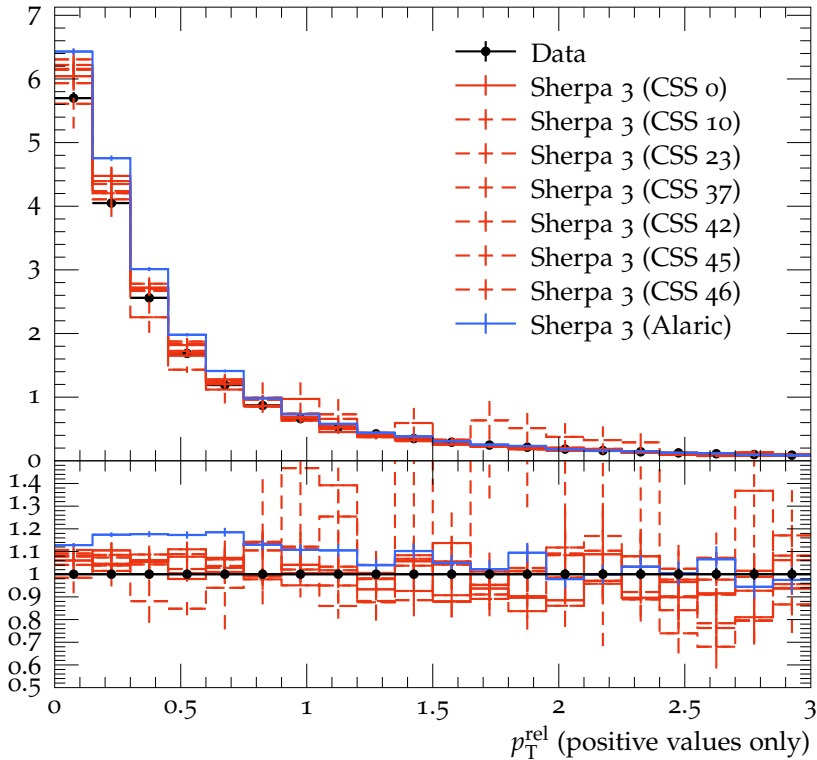 7
6
5
4
3
2
1
0
Data
Sherpa 3 (CSS 0)
Sherpa 3 (CSS 10)
Sherpa 3 (CSS 23)
Sherpa 3 (CSS 37)
Sherpa 3 (CSS 42)
Sherpa 3 (CSS 45)
Sherpa 3 (CSS 46)
Sherpa 3 (Alaric)
1.4
1.3
1.2
1.1
1
0.9
0.8
0.7
0.6
0.5
0 0.5 1 1.5 2 2.5 3
p_T^rel (positive values only)